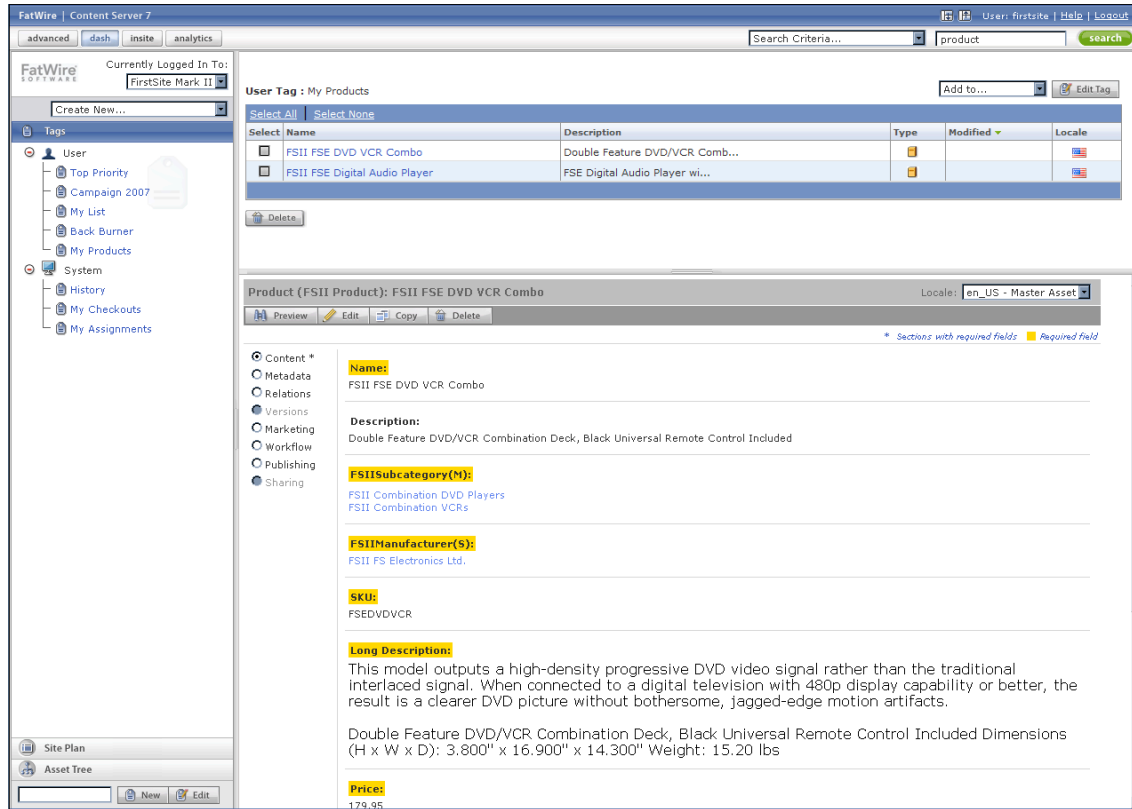 FatWire | Content Server 7
User: firstsite | Help | Logout
advanced dash insite analytics
Search Criteria... product search
FatWire SOFTWARE
Currently Logged In To:
FirstSite Mark II
Create New...
Tags
User
Top Priority
Campaign 2007
My List
Back Burner
My Products
System
History
My Checkouts
My Assignments
Site Plan
Asset Tree
New Edit
User Tag : My Products
Add to... Edit Tag
Select All Select None
Select Name Description Type Modified Locale
FSII FSE DVD VCR Combo Double Feature DVD/VCR Comb...
FSII FSE Digital Audio Player FSE Digital Audio Player wi...
Delete
Product (FSII Product): FSII FSE DVD VCR Combo
Locale: en_US - Master Asset
Preview Edit Copy Delete
* Sections with required fields Required field
Content *
Metadata
Relations
Versions
Marketing
Workflow
Publishing
Sharing
Name:
FSII FSE DVD VCR Combo
Description:
Double Feature DVD/VCR Combination Deck, Black Universal Remote Control Included
FSIISubcategory(M):
FSII Combination DVD Players
FSII Combination VCRs
FSIIManufacturer(S):
FSII FS Electronics Ltd.
SKU:
FSEDVDVCR
Long Description:
This model outputs a high-density progressive DVD video signal rather than the traditional
interlaced signal. When connected to a digital television with 480p display capability or better, the
result is a clearer DVD picture without bothersome, jagged-edge motion artifacts.
Double Feature DVD/VCR Combination Deck, Black Universal Remote Control Included Dimensions
(H x W x D): 3.800" x 16.900" x 14.300" Weight: 15.20 lbs
Price:
179.95